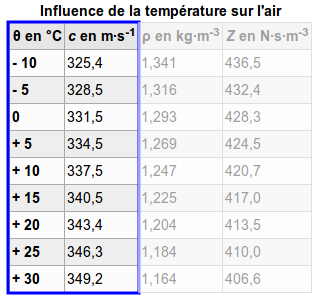 Influence de la température sur l'air
θ en °C c en m·s⁻¹ ρ en kg·m⁻³ Z en N·s·m⁻³
- 10 325,4 1,341 436,5
- 5 328,5 1,316 432,4
0 331,5 1,293 428,3
+ 5 334,5 1,269 424,5
+ 10 337,5 1,247 420,7
+ 15 340,5 1,225 417,0
+ 20 343,4 1,204 413,5
+ 25 346,3 1,184 410,0
+ 30 349,2 1,164 406,6